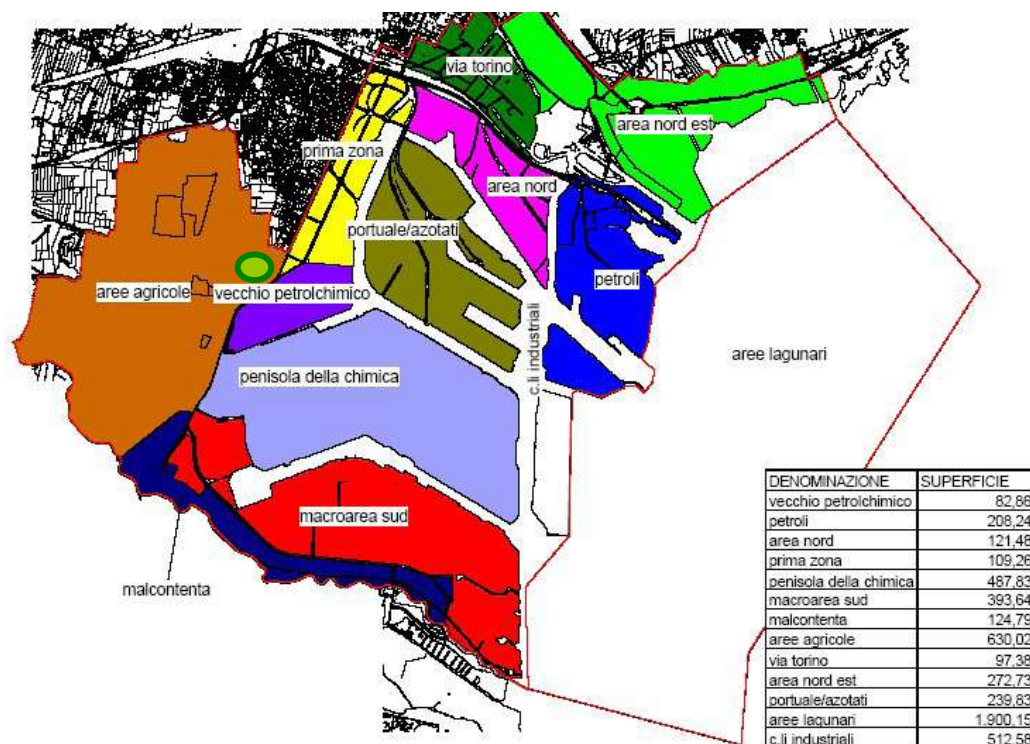 via torino
area nord est
prima zona
area nord
portuale/azotati
petroli
aree agricole
vecchio petrolchimico
c.li industriali
aree lagunari
penisola della chimica
macroarea sud
malcontenta
DENOMINAZIONE SUPERFICIE
vecchio petrolchimico 82,86
petroli 208,24
area nord 121,48
prima zona 109,26
penisola della chimica 487,83
macroarea sud 393,64
malcontenta 124,79
aree agricole 630,02
via torino 97,38
area nord est 272,73
portuale/azotati 239,83
aree lagunari 1.900,15
c.li industriali 512,58